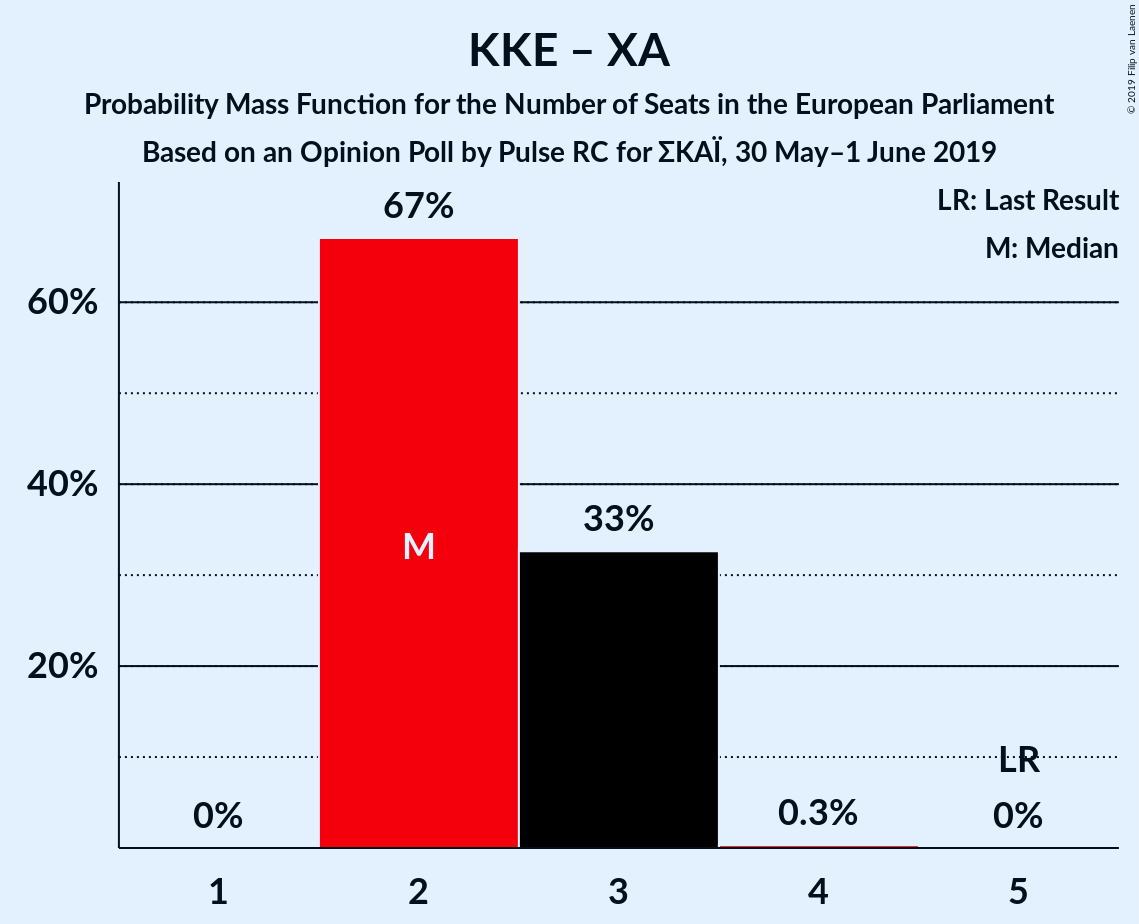 KKE – XA
Probability Mass Function for the Number of Seats in the European Parliament
Based on an Opinion Poll by Pulse RC for ΣΚΑΪ, 30 May–1 June 2019
© 2019 Filip van Laenen
LR: Last Result
M: Median
67%
60%
40%
33%
M
20%
LR
0%
0.3%
0%
1 2 3 4 5